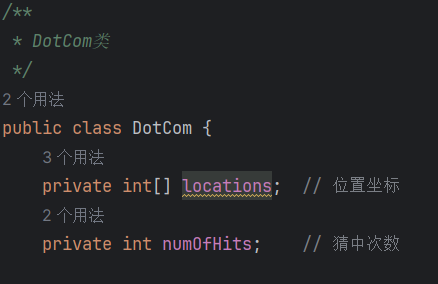 /**
 * DotCom类
 */
2 个用法
public class DotCom {
3 个用法
private int[] locations;  // 位置坐标
2 个用法
private int numOfHits;    // 猜中次数